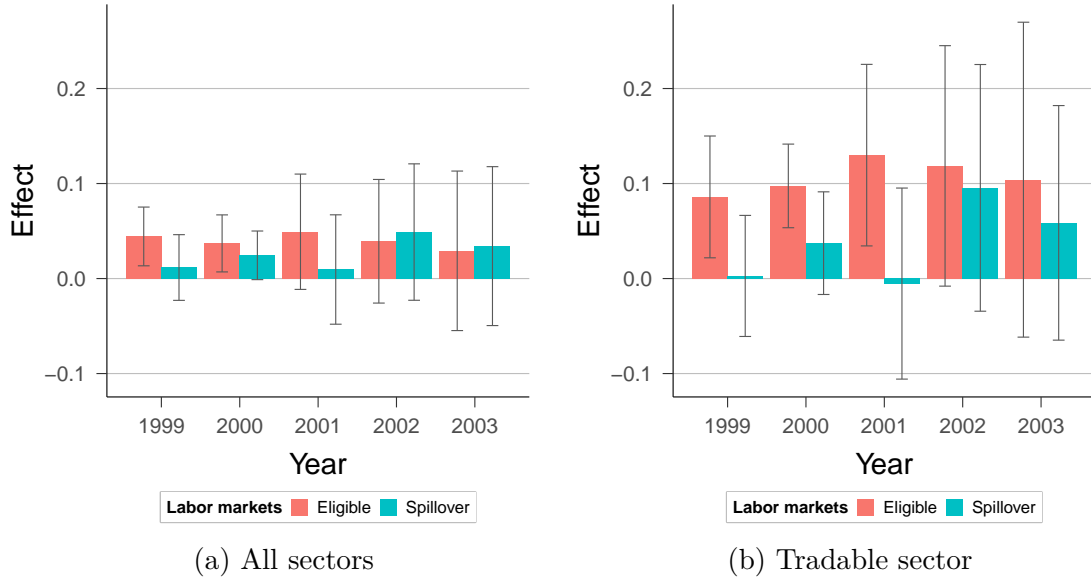 Effect
0.2
0.1
0.0
−0.1
1999 2000 2001 2002 2003
Year
Labor markets Eligible Spillover
(a) All sectors
Effect
0.2
0.1
0.0
−0.1
1999 2000 2001 2002 2003
Year
Labor markets Eligible Spillover
(b) Tradable sector